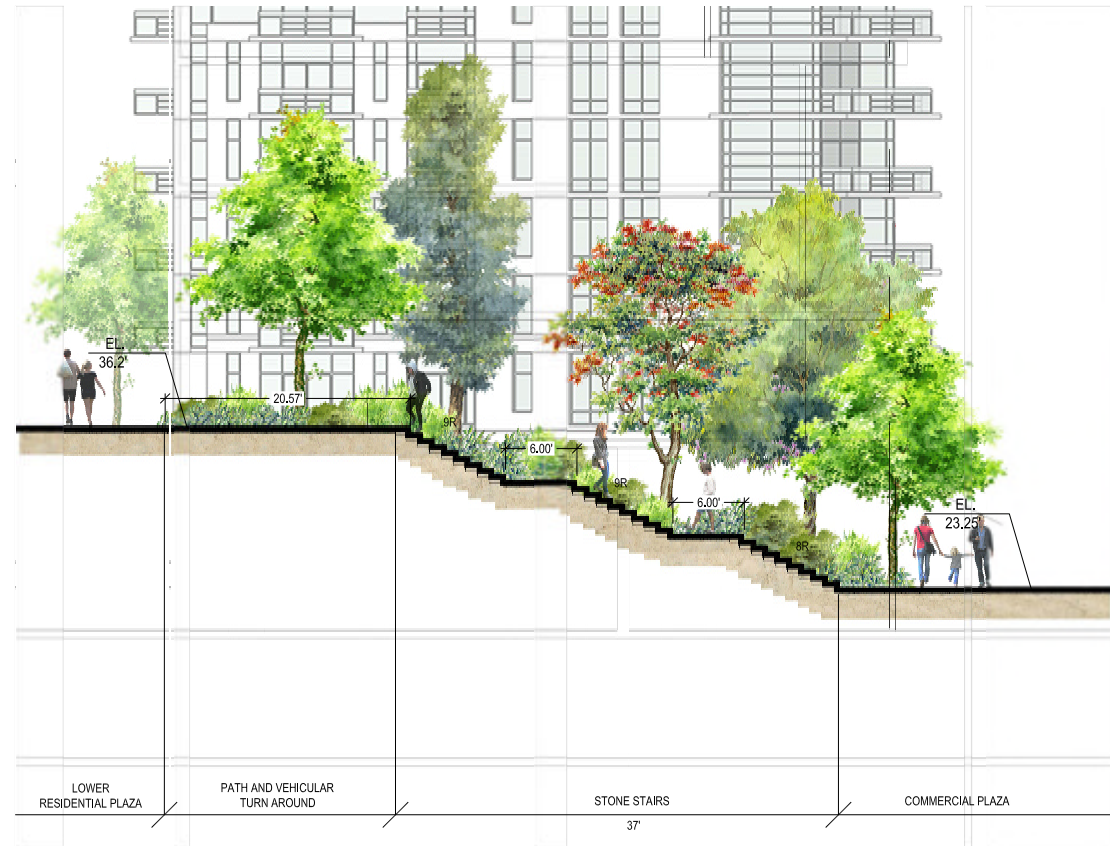 EL.
36.2'
20.57'
9R
6.00'
9R
6.00'
8R
EL.
23.25'
LOWER
RESIDENTIAL PLAZA
PATH AND VEHICULAR
TURN AROUND
STONE STAIRS
37'
COMMERCIAL PLAZA